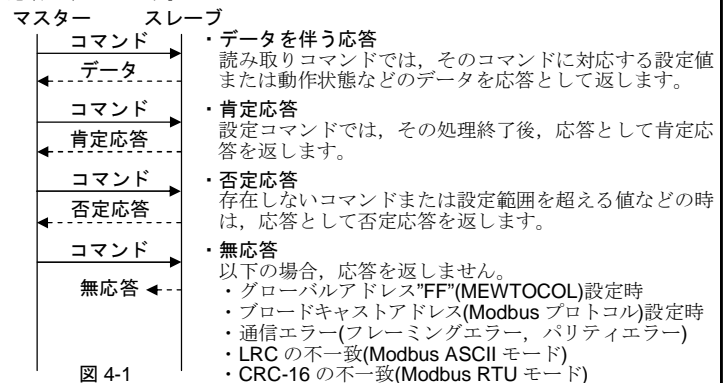 マスター スレーブ
コマンド
データ
・データを伴う応答
読み取りコマンドでは，そのコマンドに対応する設定値
または動作状態などのデータを応答として返します。
コマンド
肯定応答
・肯定応答
設定コマンドでは，その処理終了後，応答として肯定応
答を返します。
コマンド
否定応答
・否定応答
存在しないコマンドまたは設定範囲を超える値などの時
は，応答として否定応答を返します。
コマンド
無応答
・無応答
以下の場合，応答を返しません。
・グローバルアドレス"FF"(MEWTOCOL)設定時
・ブロードキャストアドレス(Modbus プロトコル)設定時
・通信エラー(フレーミングエラー，パリティエラー)
・LRC の不一致(Modbus ASCII モード)
・CRC-16 の不一致(Modbus RTU モード)
図 4-1